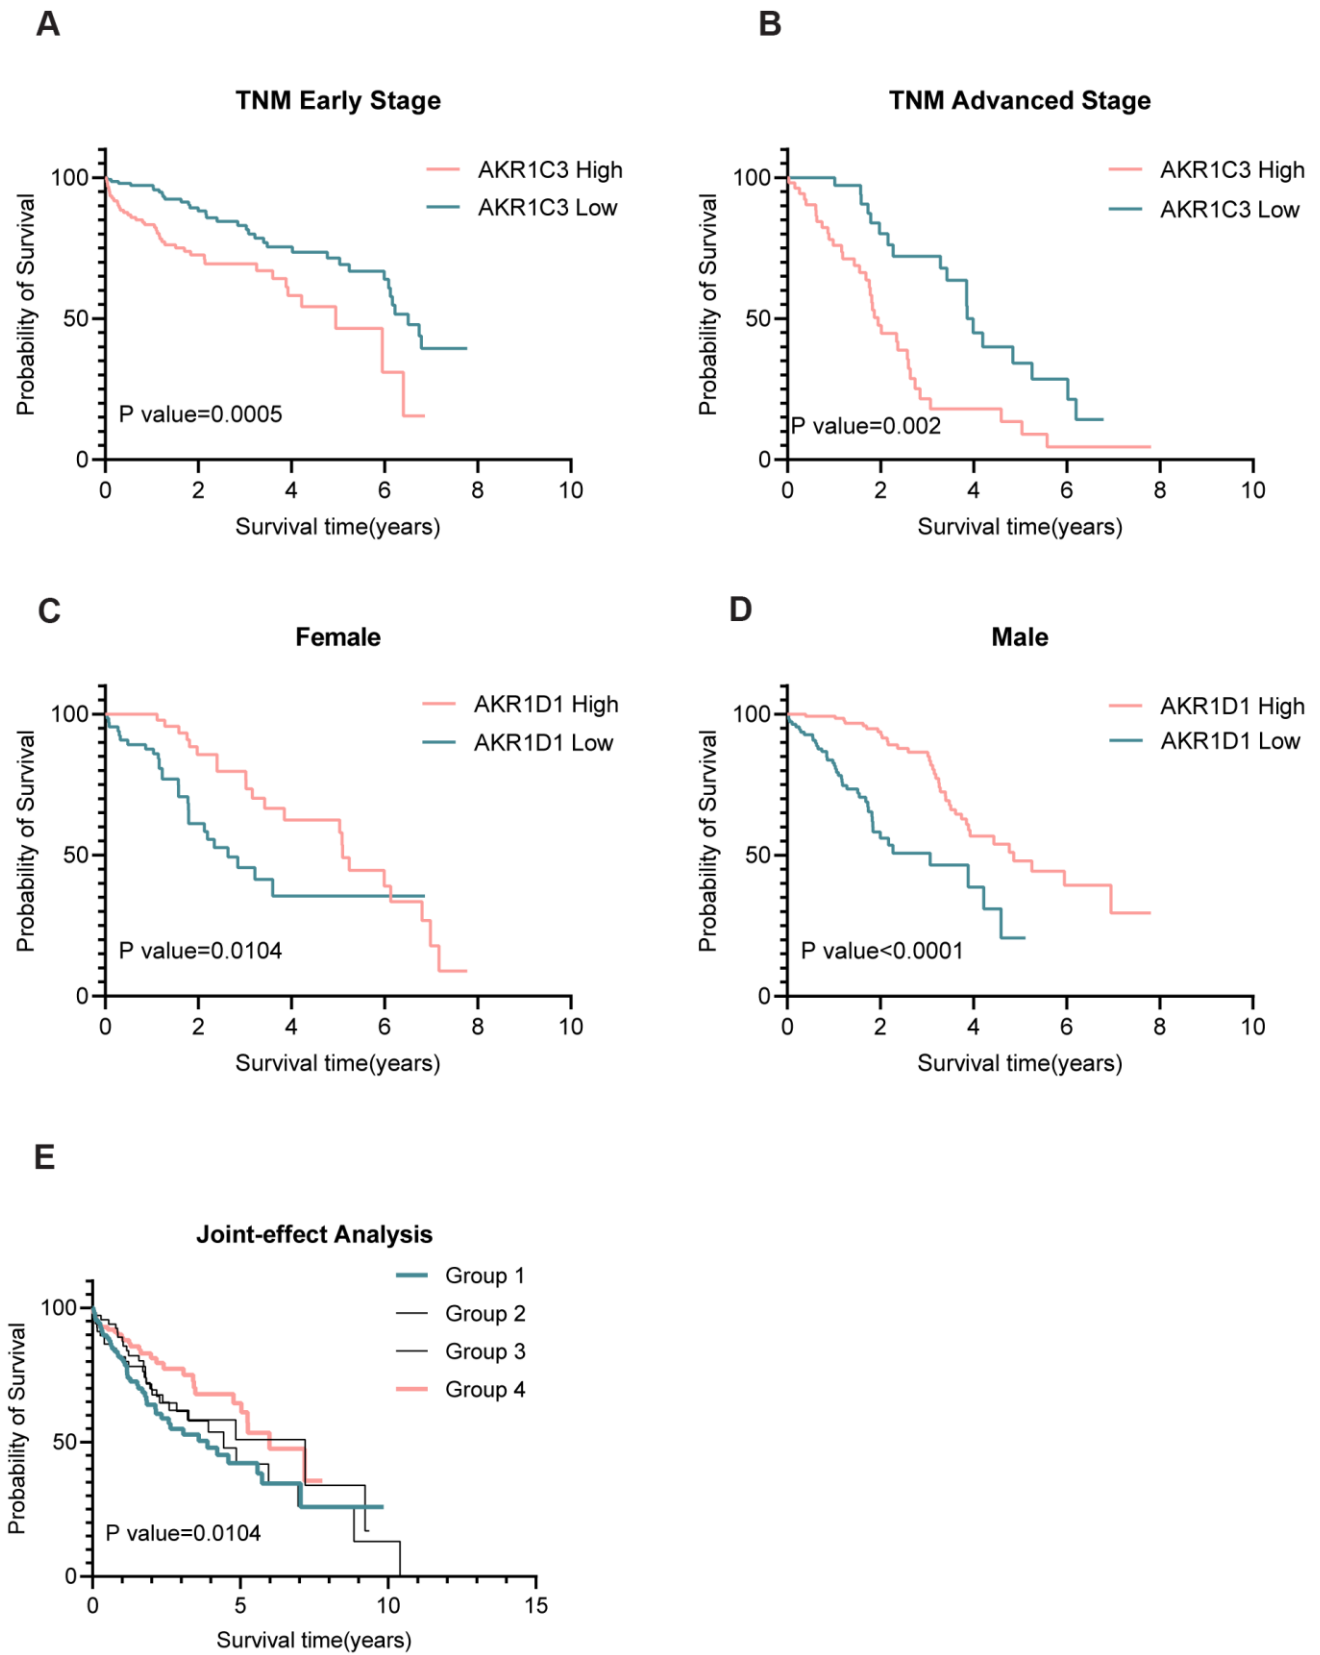 A
TNM Early Stage
Probability of Survival
100
50
0
AKR1C3 High
AKR1C3 Low
P value=0.0005
0 2 4 6 8 10
Survival time(years)
B
TNM Advanced Stage
Probability of Survival
100
50
0
AKR1C3 High
AKR1C3 Low
P value=0.002
0 2 4 6 8 10
Survival time(years)
C
Female
Probability of Survival
100
50
0
AKR1D1 High
AKR1D1 Low
P value=0.0104
0 2 4 6 8 10
Survival time(years)
D
Male
Probability of Survival
100
50
0
AKR1D1 High
AKR1D1 Low
P value<0.0001
0 2 4 6 8 10
Survival time(years)
E
Joint-effect Analysis
Probability of Survival
100
50
0
Group 1
Group 2
Group 3
Group 4
P value=0.0104
0 5 10 15
Survival time(years)